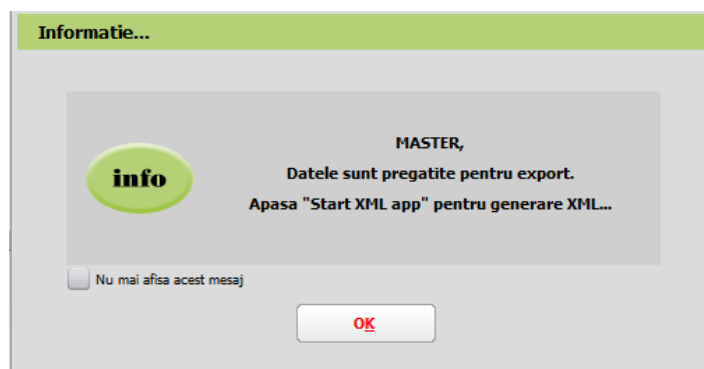 Informatie...
info
MASTER,
Datele sunt pregatite pentru export.
Apasa "Start XML app" pentru generare XML...
Nu mai afisa acest mesaj
OK